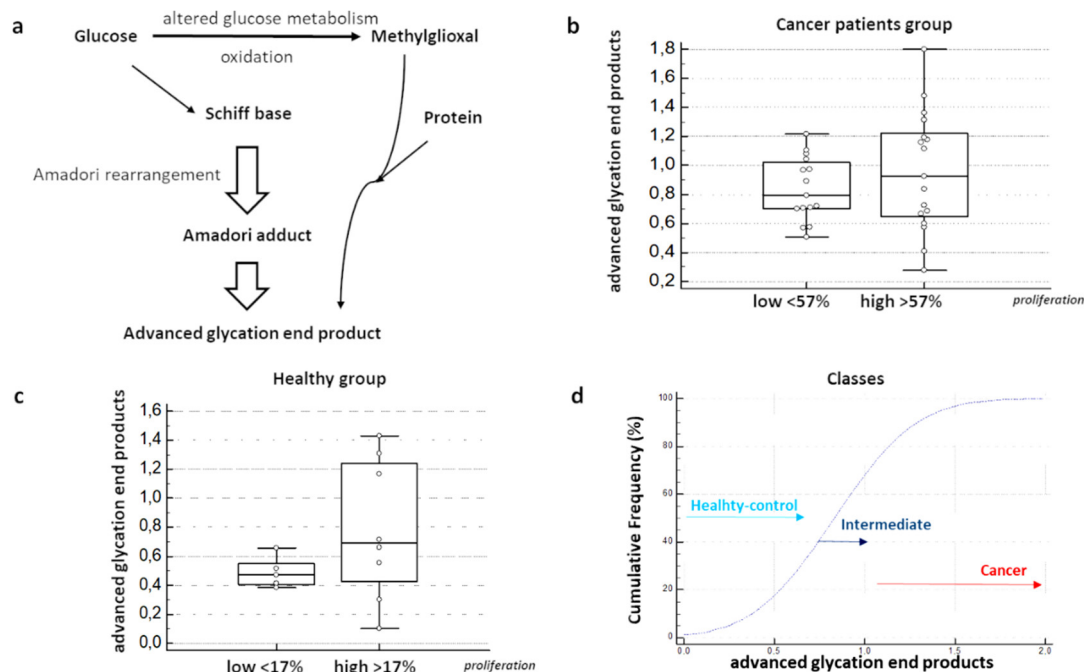 a
altered glucose metabolism
Glucose
Methylglioxal
oxidation
Schiff base
Protein
Amadori rearrangement
Amadori adduct
Advanced glycation end product
b
Cancer patients group
advanced glycation end products
1,8
1,6
1,4
1,2
1,0
0,8
0,6
0,4
0,2
low <57%
high >57%
proliferation
c
Healthy group
advanced glycation end products
1,6
1,4
1,2
1,0
0,8
0,6
0,4
0,2
0,0
low <17%
high >17%
proliferation
d
Classes
Cumulative Frequency (%)
100
80
60
40
20
0
Healhty-control
Intermediate
Cancer
0.0
0.5
1.0
1.5
2.0
advanced glycation end products